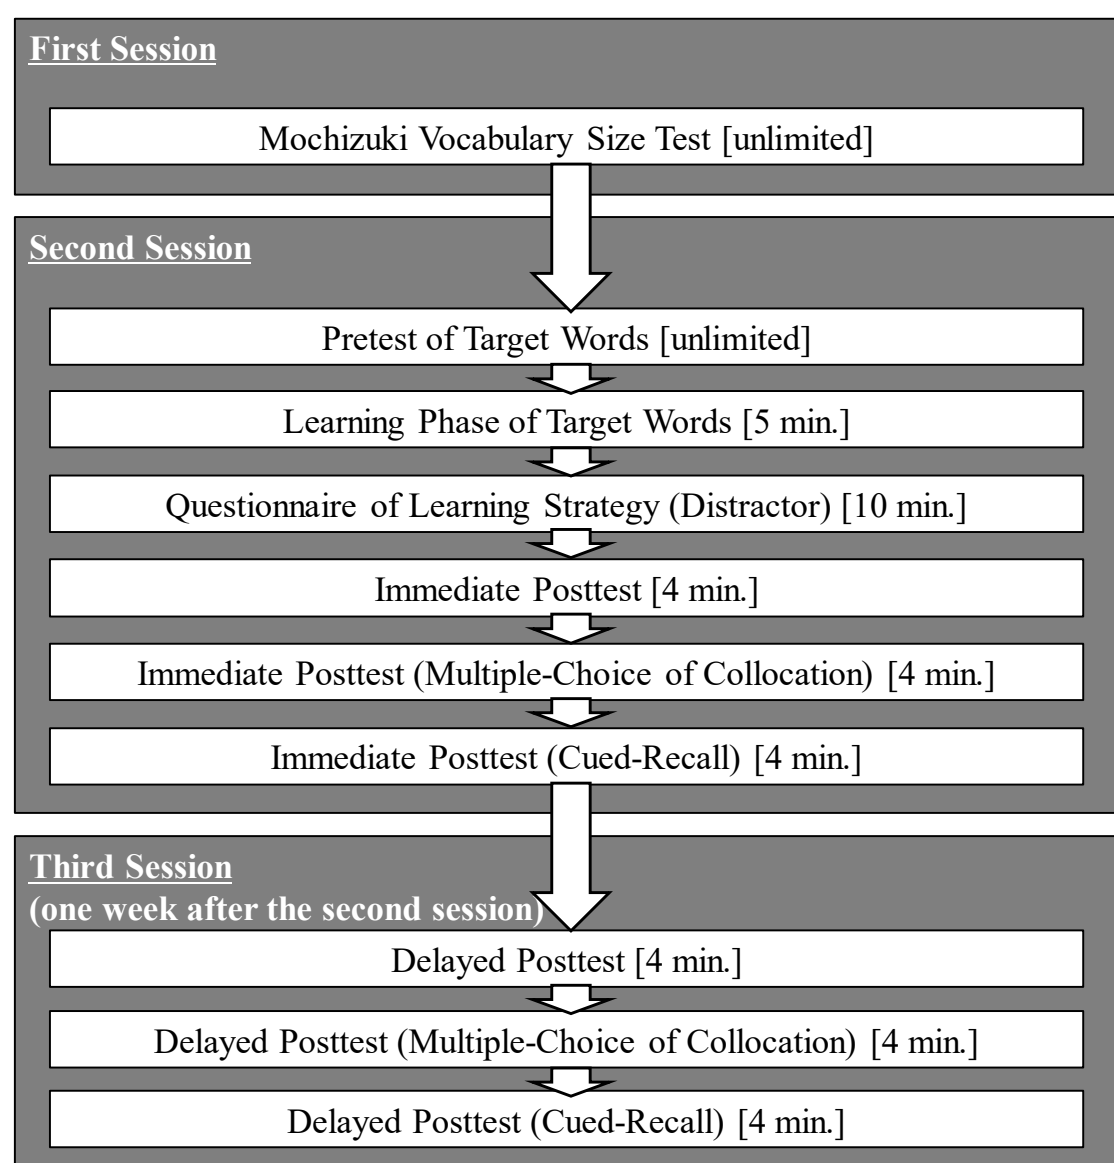 First Session
Mochizuki Vocabulary Size Test [unlimited]
Second Session
Pretest of Target Words [unlimited]
Learning Phase of Target Words [5 min.]
Questionnaire of Learning Strategy (Distractor) [10 min.]
Immediate Posttest [4 min.]
Immediate Posttest (Multiple-Choice of Collocation) [4 min.]
Immediate Posttest (Cued-Recall) [4 min.]
Third Session
(one week after the second session)
Delayed Posttest [4 min.]
Delayed Posttest (Multiple-Choice of Collocation) [4 min.]
Delayed Posttest (Cued-Recall) [4 min.]